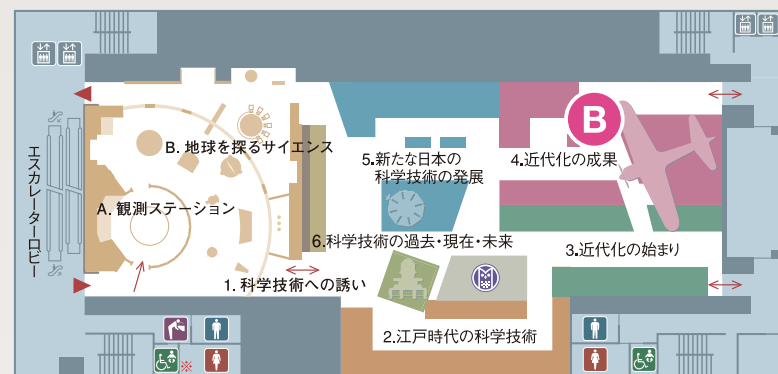 B
B. 地球を探るサイエンス
5.新たな日本の
科学技術の発展
4.近代化の成果
エスカレーターロビー
A. 観測ステーション
6.科学技術の過去・現在・未来
3.近代化の始まり
1. 科学技術への誘い
2.江戸時代の科学技術
※